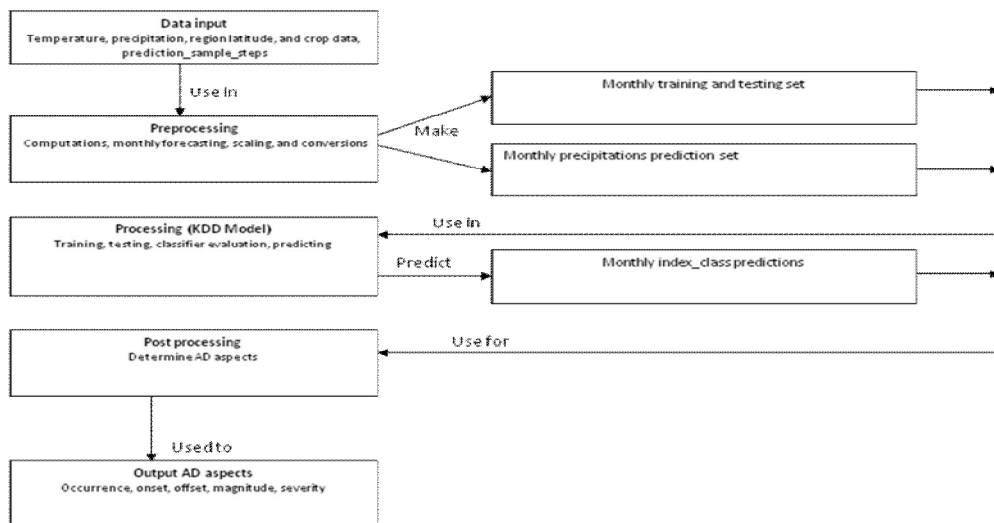 Data input
Temperature, precipitation, region latitude, and crop data,
prediction_sample_steps
Use in
Preprocessing
Computations, monthly forecasting, scaling, and conversions
Make
Monthly training and testing set
Monthly precipitations prediction set
Processing (KDD Model)
Training, testing, classifier evaluation, predicting
Use in
Predict
Monthly index_class predictions
Post processing
Determine AD aspects
Use for
Used to
Output AD aspects
Occurrence, onset, offset, magnitude, severity